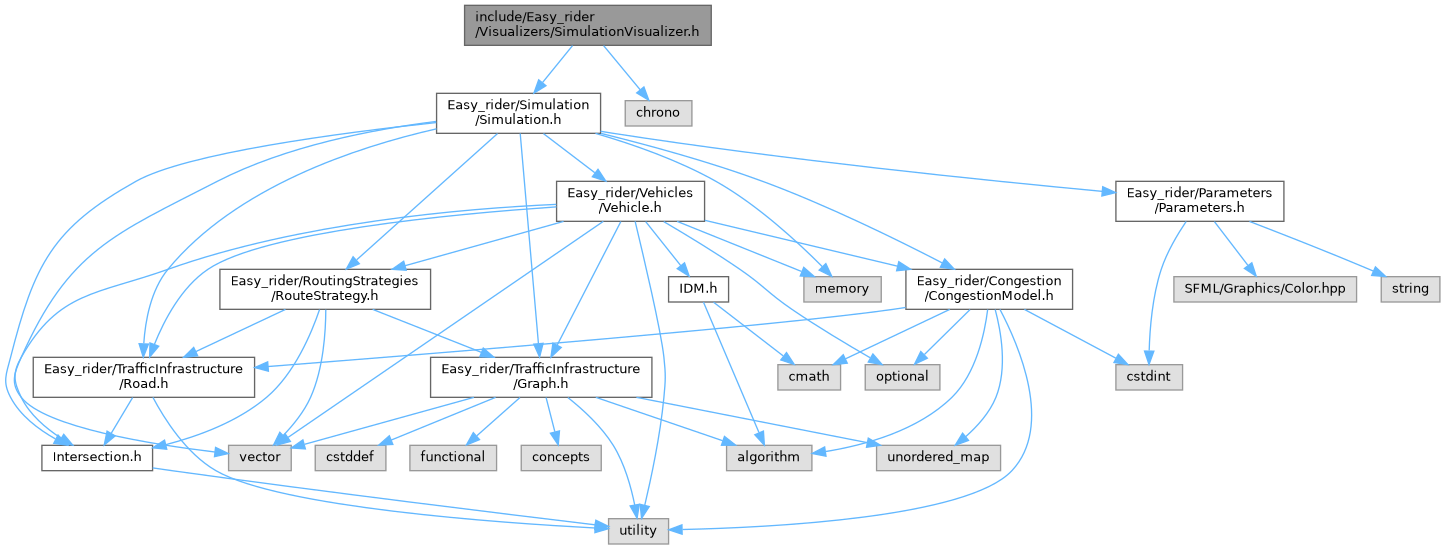 include/Easy_rider
/Visualizers/SimulationVisualizer.h
Easy_rider/Simulation
/Simulation.h
chrono
Easy_rider/Vehicles
/Vehicle.h
Easy_rider/Parameters
/Parameters.h
Easy_rider/RoutingStrategies
/RouteStrategy.h
IDM.h
memory
Easy_rider/Congestion
/CongestionModel.h
SFML/Graphics/Color.hpp
string
Easy_rider/TrafficInfrastructure
/Road.h
Easy_rider/TrafficInfrastructure
/Graph.h
cmath
optional
cstdint
Intersection.h
vector
cstddef
functional
concepts
algorithm
unordered_map
utility